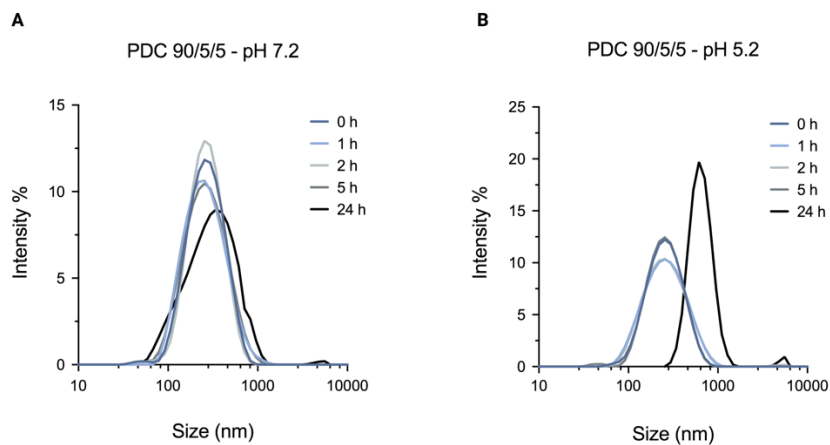 A
PDC 90/5/5 - pH 7.2
15
10
5
0
Intensity %
10
100
1000
10000
Size (nm)
0 h
1 h
2 h
5 h
24 h
B
PDC 90/5/5 - pH 5.2
25
20
15
10
5
0
Intensity %
10
100
1000
10000
Size (nm)
0 h
1 h
2 h
5 h
24 h